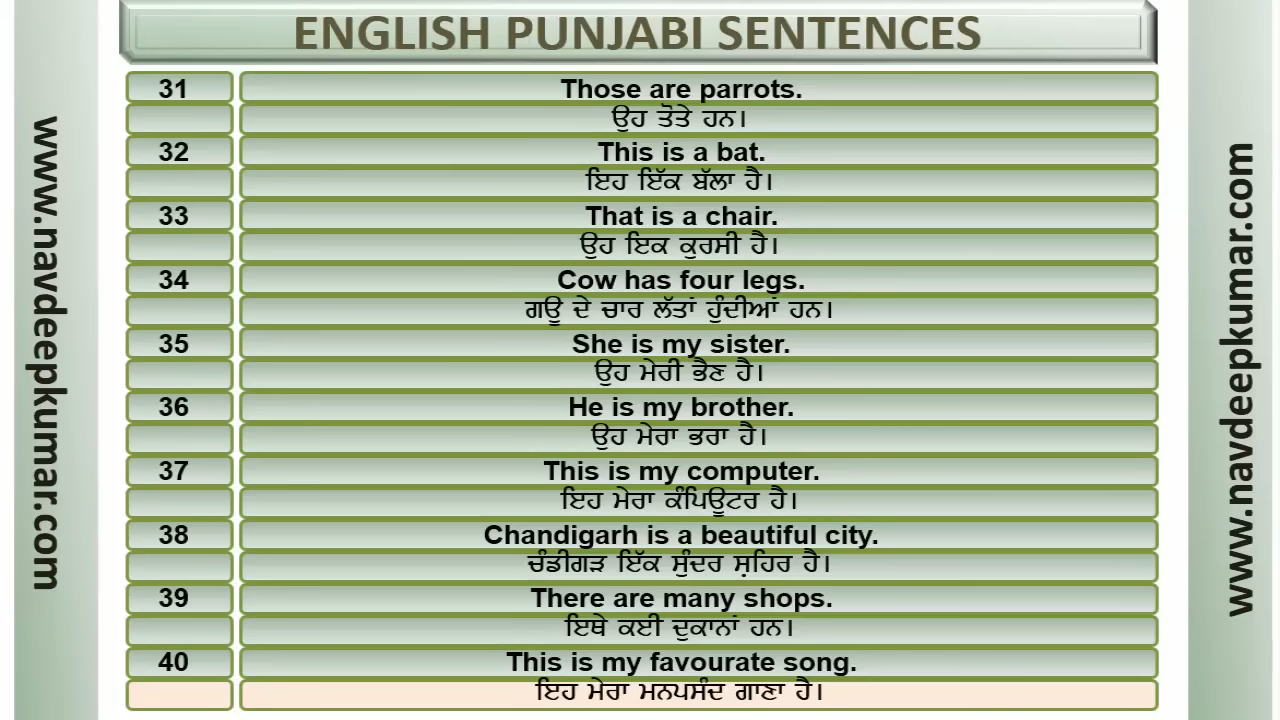 ENGLISH PUNJABI SENTENCES
www.navdeepkumar.com
31 Those are parrots.
ਉਹ ਤੋਤੇ ਹਨ।
32 This is a bat.
ਇਹ ਇੱਕ ਬੱਲਾ ਹੈ।
33 That is a chair.
ਉਹ ਇਕ ਕੁਰਸੀ ਹੈ।
34 Cow has four legs.
ਗਊ ਦੇ ਚਾਰ ਲੱਤਾਂ ਹੁੰਦੀਆਂ ਹਨ।
35 She is my sister.
ਉਹ ਮੇਰੀ ਭੈਣ ਹੈ।
36 He is my brother.
ਉਹ ਮੇਰਾ ਭਰਾ ਹੈ।
37 This is my computer.
ਇਹ ਮੇਰਾ ਕੰਪਿਊਟਰ ਹੈ।
38 Chandigarh is a beautiful city.
ਚੰਡੀਗੜ ਇੱਕ ਸੁੰਦਰ ਸ਼ਹਿਰ ਹੈ।
39 There are many shops.
ਇਥੇ ਕਈ ਦੁਕਾਨਾਂ ਹਨ।
40 This is my favourate song.
ਇਹ ਮੇਰਾ ਮਨਪਸੰਦ ਗਾਣਾ ਹੈ।
www.navdeepkumar.com